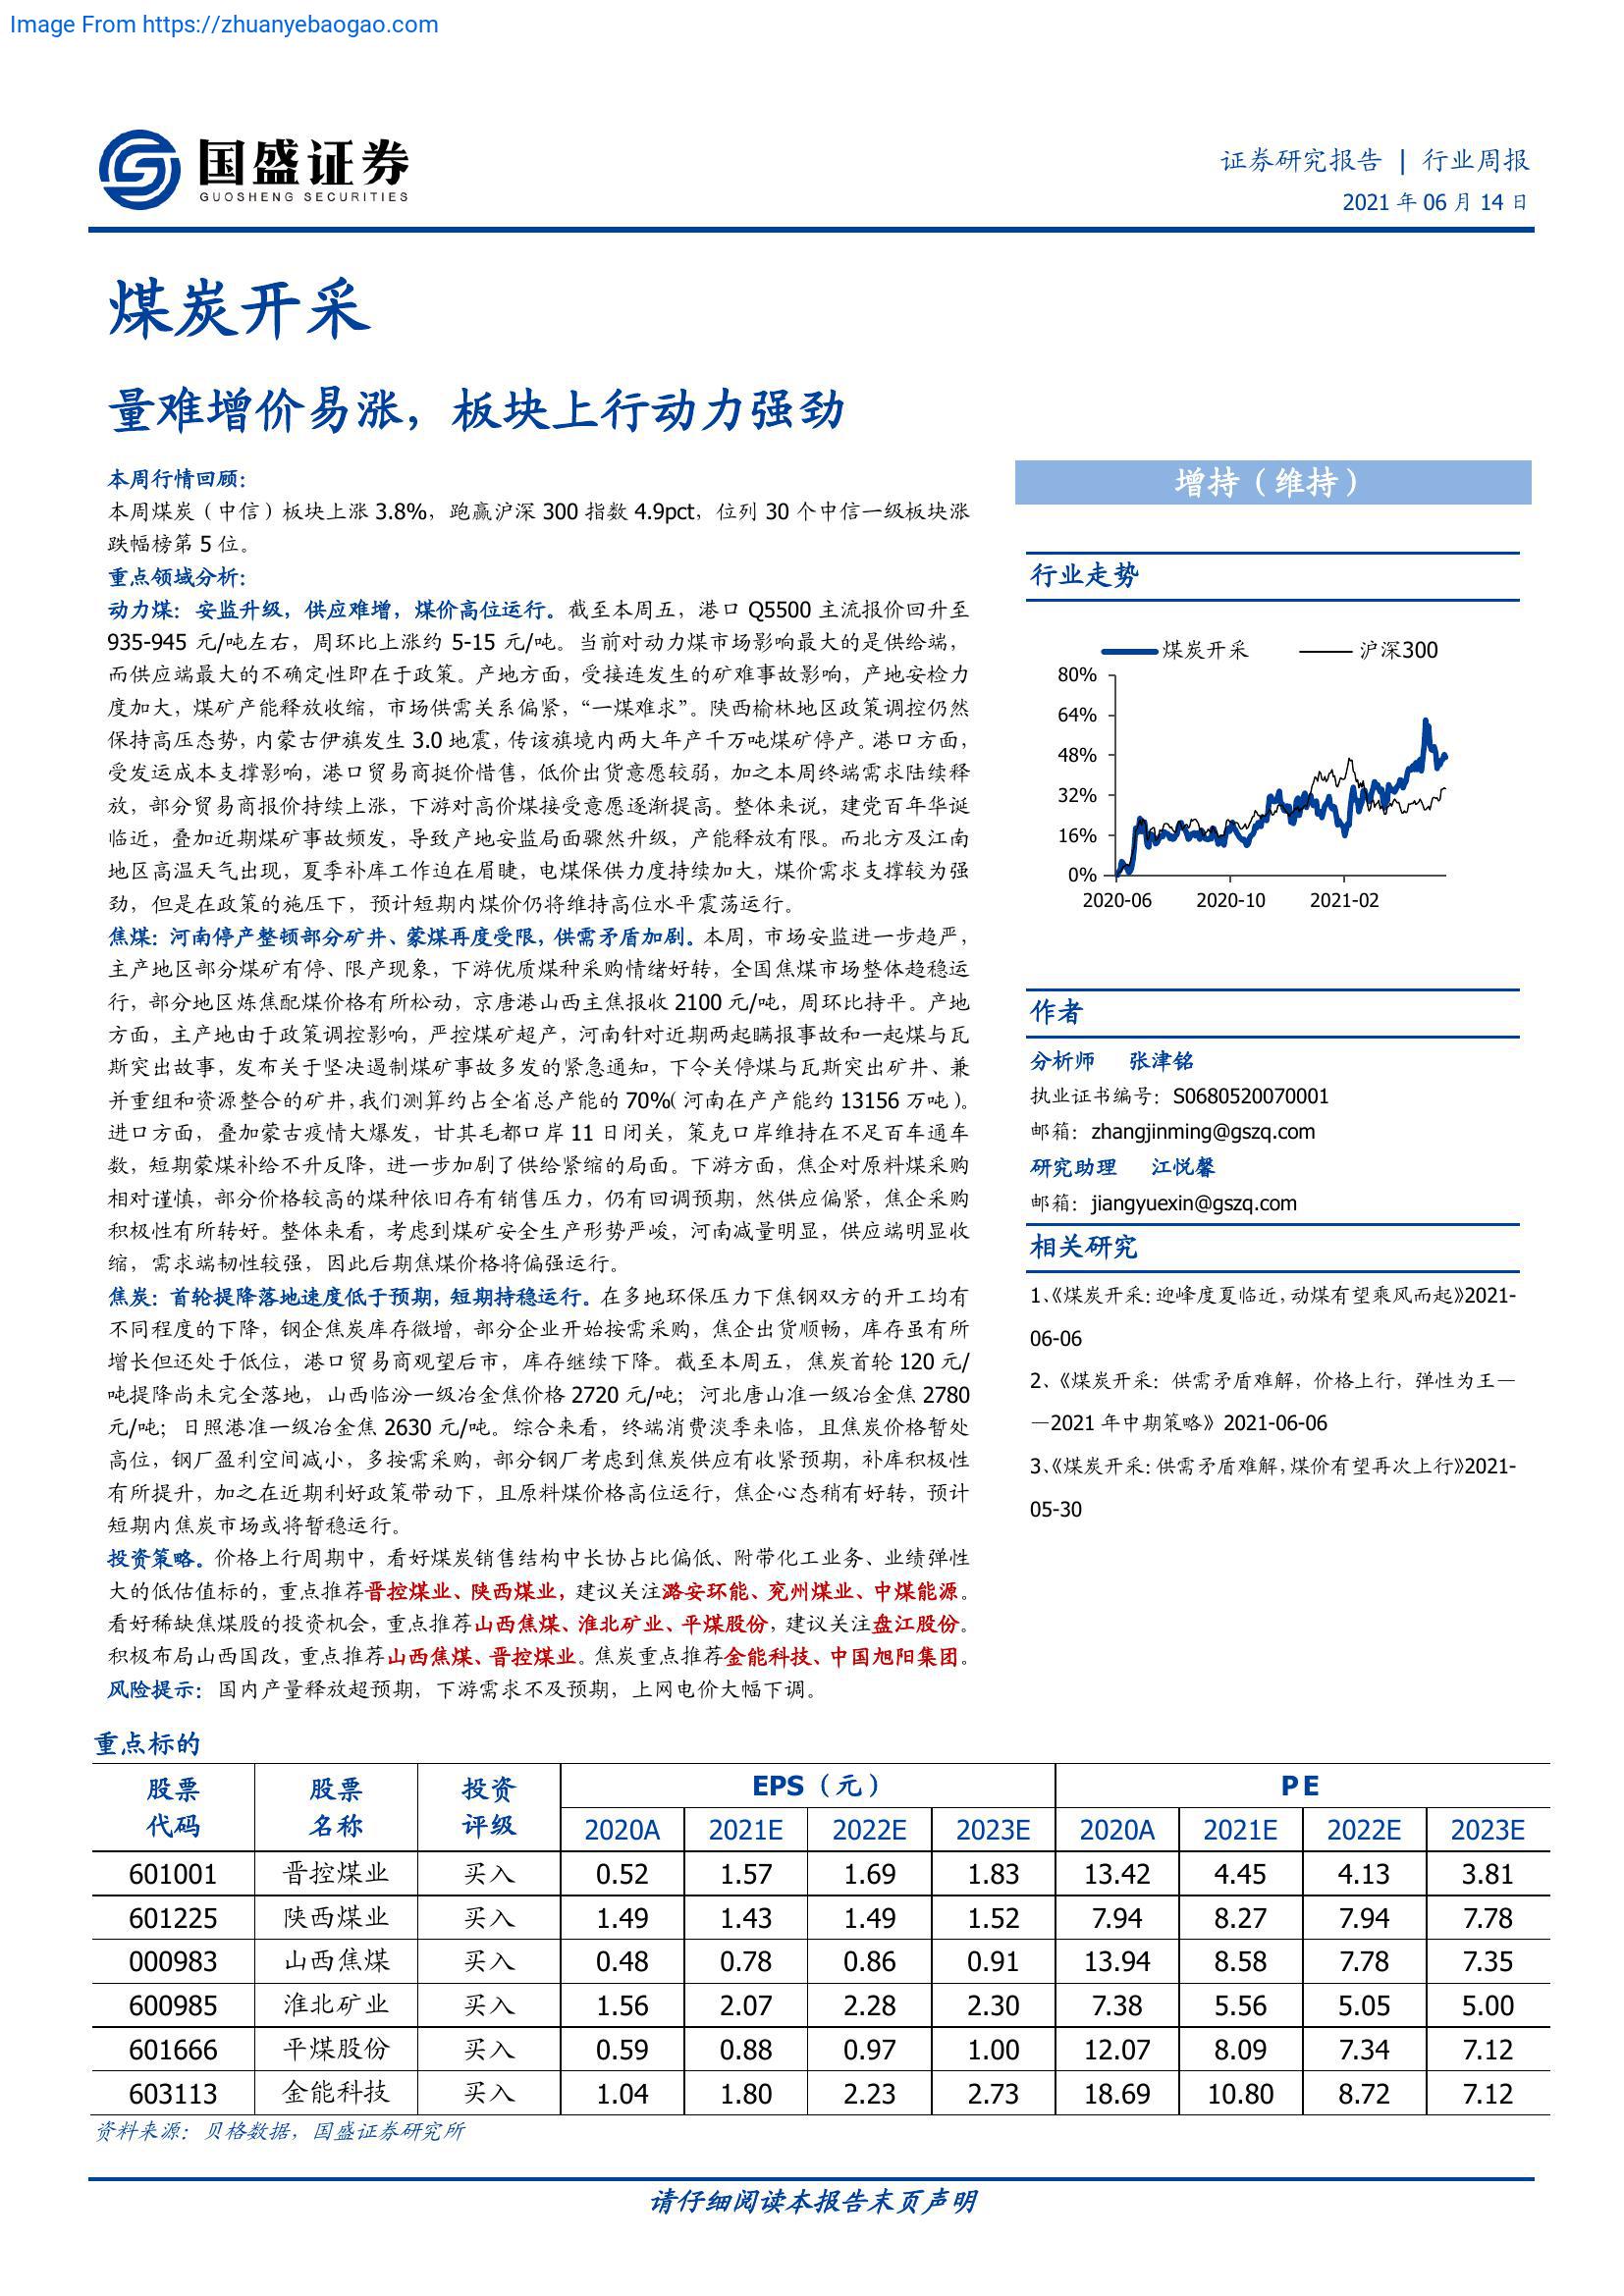 Image From https://zhuanyebaogao.com
国盛证券
GUOSHENG SECURITIES
证券研究报告 | 行业周报
2021 年 06 月 14 日
煤炭开采
量难增价易涨，板块上行动力强劲
本周行情回顾：
本周煤炭（中信）板块上涨 3.8%，跑赢沪深 300 指数 4.9pct，位列 30 个中信一级板块涨
跌幅榜第 5 位。
重点领域分析：
动力煤：安监升级，供应难增，煤价高位运行。截至本周五，港口 Q5500 主流报价回升至
935-945 元/吨左右，周环比上涨约 5-15 元/吨。当前对动力煤市场影响最大的是供给端，
而供应端最大的不确定性即在于政策。产地方面，受接连发生的矿难事故影响，产地安检力
度加大，煤矿产能释放收缩，市场供需关系偏紧，“一煤难求”。陕西榆林地区政策调控仍然
保持高压态势，内蒙古伊旗发生 3.0 地震，传该旗境内两大年产千万吨煤矿停产。港口方面，
受发运成本支撑影响，港口贸易商挺价惜售，低价出货意愿较弱，加之本周终端需求陆续释
放，部分贸易商报价持续上涨，下游对高价煤接受意愿逐渐提高。整体来说，建党百年华诞
临近，叠加近期煤矿事故频发，导致产地安监局面骤然升级，产能释放有限。而北方及江南
地区高温天气出现，夏季补库工作迫在眉睫，电煤保供力度持续加大，煤价需求支撑较为强
劲，但是在政策的施压下，预计短期内煤价仍将维持高位水平震荡运行。
焦煤：河南停产整顿部分矿井、蒙煤再度受限，供需矛盾加剧。本周，市场安监进一步趋严，
主产地区部分煤矿有停、限产现象，下游优质煤种采购情绪好转，全国焦煤市场整体趋稳运
行，部分地区炼焦配煤价格有所松动，京唐港山西主焦报收 2100 元/吨，周环比持平。产地
方面，主产地由于政策调控影响，严控煤矿超产，河南针对近期两起瞒报事故和一起煤与瓦
斯突出故事，发布关于坚决遏制煤矿事故多发的紧急通知，下令关停煤与瓦斯突出矿井、兼
并重组和资源整合的矿井，我们测算约占全省总产能的 70%（河南在产产能约 13156 万吨）。
进口方面，叠加蒙古疫情大爆发，甘其毛都口岸 11 日闭关，策克口岸维持在不足百车通车
数，短期蒙煤补给不升反降，进一步加剧了供给紧缩的局面。下游方面，焦企对原料煤采购
相对谨慎，部分价格较高的煤种依旧存有销售压力，仍有回调预期，然供应偏紧，焦企采购
积极性有所转好。整体来看，考虑到煤矿安全生产形势严峻，河南减量明显，供应端明显收
缩，需求端韧性较强，因此后期焦煤价格将偏强运行。
焦炭：首轮提降落地速度低于预期，短期持稳运行。在多地环保压力下焦钢双方的开工均有
不同程度的下降，钢企焦炭库存微增，部分企业开始按需采购，焦企出货顺畅，库存虽有所
增长但还处于低位，港口贸易商观望后市，库存继续下降。截至本周五，焦炭首轮 120 元/
吨提降尚未完全落地，山西临汾一级冶金焦价格 2720 元/吨；河北唐山准一级冶金焦 2780
元/吨；日照港准一级冶金焦 2630 元/吨。综合来看，终端消费淡季来临，且焦炭价格暂处
高位，钢厂盈利空间减小，多按需采购，部分钢厂考虑到焦炭供应有收紧预期，补库积极性
有所提升，加之在近期利好政策带动下，且原料煤价格高位运行，焦企心态稍有好转，预计
短期内焦炭市场或将暂稳运行。
投资策略。价格上行周期中，看好煤炭销售结构中长协占比偏低、附带化工业务、业绩弹性
大的低估值标的，重点推荐晋控煤业、陕西煤业，建议关注潞安环能、兖州煤业、中煤能源。
看好稀缺焦煤股的投资机会，重点推荐山西焦煤、淮北矿业、平煤股份，建议关注盘江股份。
积极布局山西国改，重点推荐山西焦煤、晋控煤业。焦炭重点推荐金能科技、中国旭阳集团。
风险提示：国内产量释放超预期，下游需求不及预期，上网电价大幅下调。
增持（维持）
行业走势
煤炭开采 沪深300
80%
64%
48%
32%
16%
0%
2020-06 2020-10 2021-02
作者
分析师 张津铭
执业证书编号：S0680520070001
邮箱：zhangjinming@gszq.com
研究助理 江悦馨
邮箱：jiangyuexin@gszq.com
相关研究
1、《煤炭开采：迎峰度夏临近，动煤有望乘风而起》2021-
06-06
2、《煤炭开采：供需矛盾难解，价格上行，弹性为王—
—2021 年中期策略》2021-06-06
3、《煤炭开采：供需矛盾难解，煤价有望再次上行》2021-
05-30
重点标的
股票 股票 投资 EPS（元） PE
代码 名称 评级 2020A 2021E 2022E 2023E 2020A 2021E 2022E 2023E
601001 晋控煤业 买入 0.52 1.57 1.69 1.83 13.42 4.45 4.13 3.81
601225 陕西煤业 买入 1.49 1.43 1.49 1.52 7.94 8.27 7.94 7.78
000983 山西焦煤 买入 0.48 0.78 0.86 0.91 13.94 8.58 7.78 7.35
600985 淮北矿业 买入 1.56 2.07 2.28 2.30 7.38 5.56 5.05 5.00
601666 平煤股份 买入 0.59 0.88 0.97 1.00 12.07 8.09 7.34 7.12
603113 金能科技 买入 1.04 1.80 2.23 2.73 18.69 10.80 8.72 7.12
资料来源：贝格数据，国盛证券研究所
请仔细阅读本报告末页声明